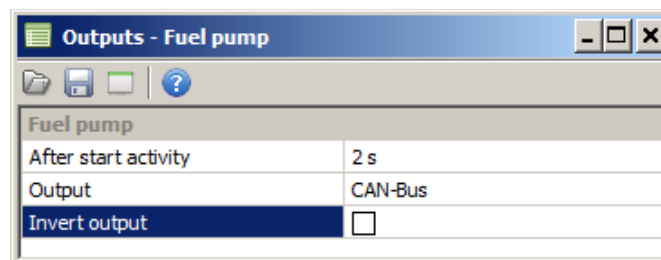 Outputs - Fuel pump
Fuel pump
After start activity 2 s
Output CAN-Bus
Invert output